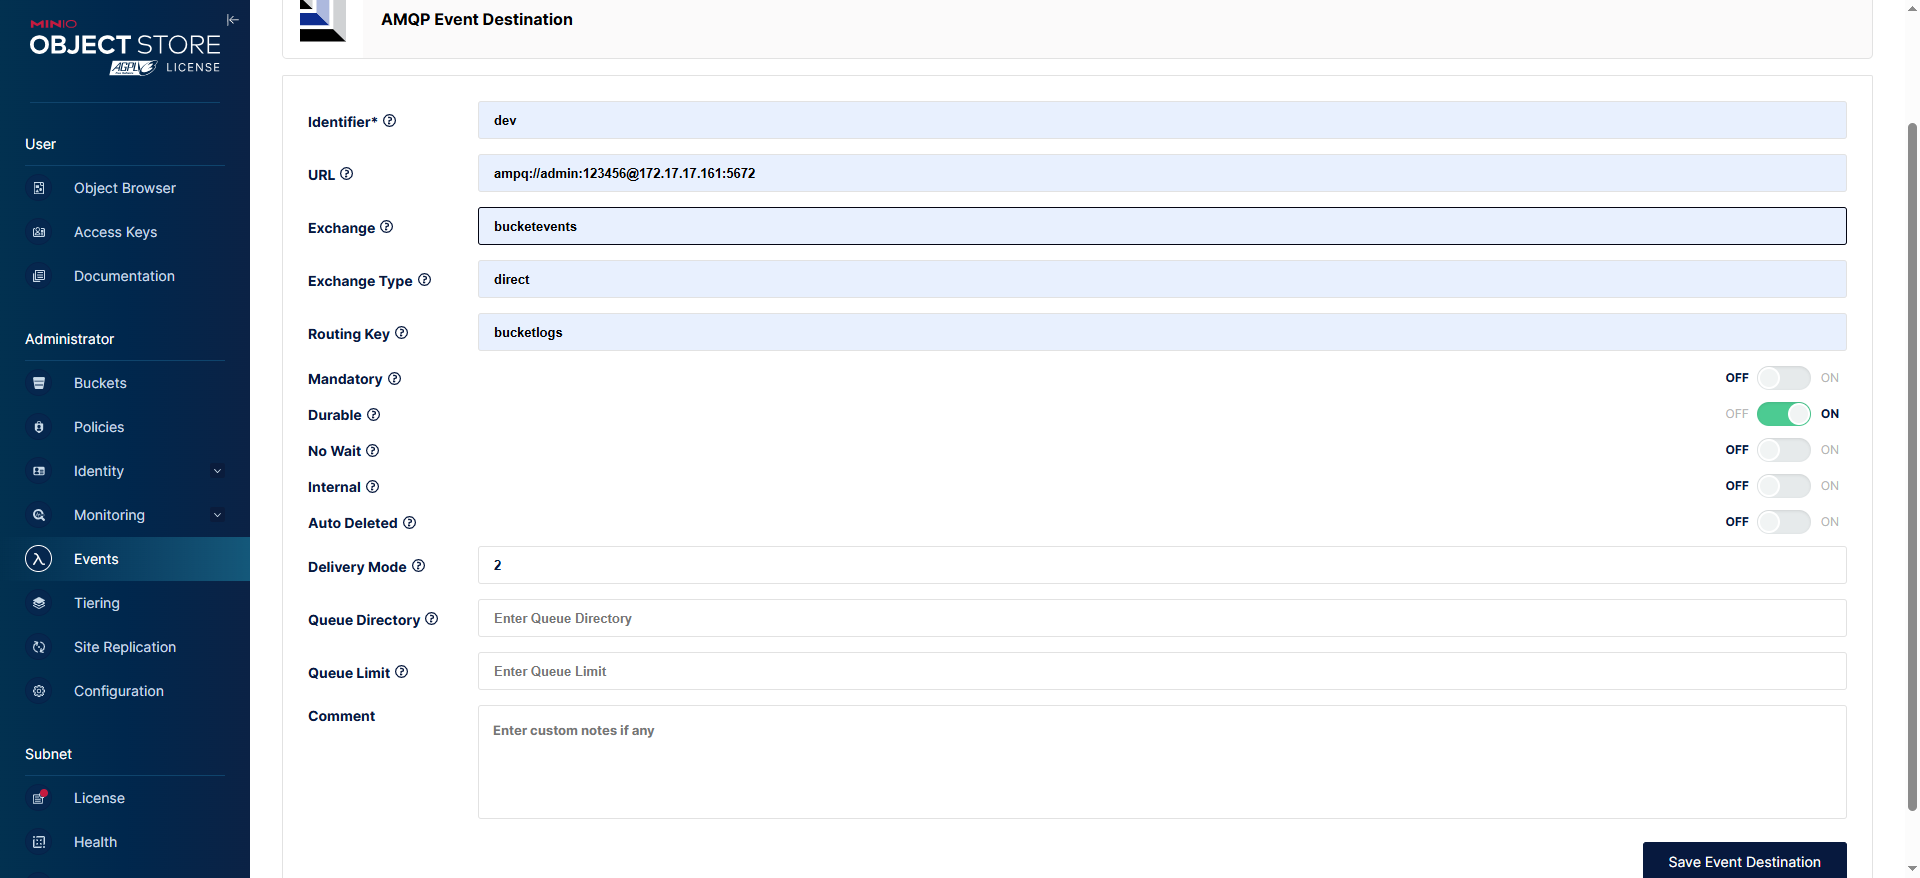 MINIO
OBJECT STORE
AGPLv3 LICENSE
User
Object Browser
Access Keys
Documentation
Administrator
Buckets
Policies
Identity
Monitoring
Events
Tiering
Site Replication
Configuration
Subnet
License
Health
AMQP Event Destination
Identifier* dev
URL ampq://admin:123456@172.17.17.161:5672
Exchange bucketevents
Exchange Type direct
Routing Key bucketlogs
Mandatory OFF ON
Durable OFF ON
No Wait OFF ON
Internal OFF ON
Auto Deleted OFF ON
Delivery Mode 2
Queue Directory Enter Queue Directory
Queue Limit Enter Queue Limit
Comment Enter custom notes if any
Save Event Destination